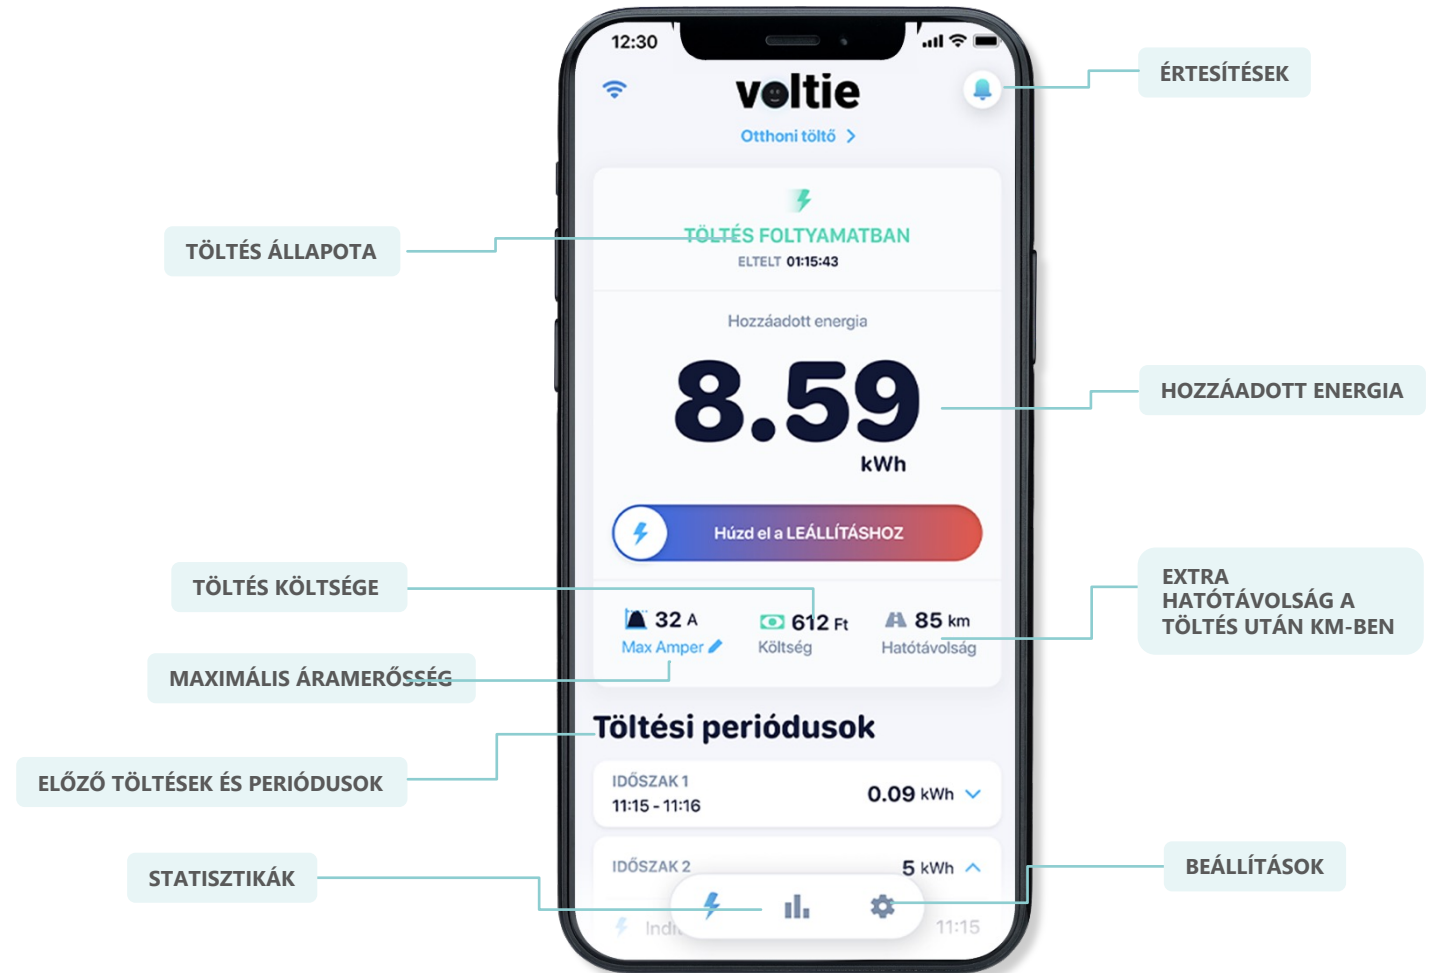 12:30
voltie
Otthoni töltő
TÖLTÉS FOLTYAMATBAN
ELTELT 01:15:43
Hozzáadott energia
8.59
kWh
Húzd el a LEÁLLÍTÁSHOZ
32 A
Max Amper
612 Ft
Költség
85 km
Hatótávolság
Töltési periódusok
IDŐSZAK 1
11:15 - 11:16
0.09 kWh
IDŐSZAK 2
5 kWh
11:15
TÖLTÉS ÁLLAPOTA
TÖLTÉS KÖLTSÉGE
MAXIMÁLIS ÁRAMERŐSSÉG
ELŐZŐ TÖLTÉSEK ÉS PERIÓDUSOK
STATISZTIKÁK
ÉRTESÍTÉSEK
HOZZÁADOTT ENERGIA
EXTRA
HATÓTÁVOLSÁG A
TÖLTÉS UTÁN KM-BEN
BEÁLLÍTÁSOK